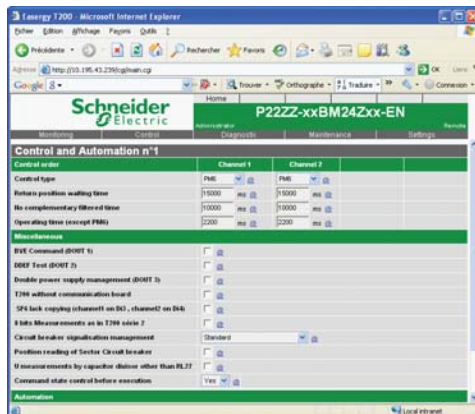 Easergy T200 - Microsoft Internet Explorer
Fichier Edition Affichage Favoris Outils ?
Précédente Rechercher Favoris
Adresse http://10.195.43.239/cgi/main.cgi OK Liens
Google Trouver Orthographe Traduire Connexion
Schneider Electric
Home
P22ZZ-xxBM24Zxx-EN
Administrator Remote
Monitoring Control Diagnostic Maintenance Settings
Control and Automation n°1
Control order Channel 1 Channel 2
Control type PM6 PM6
Return position waiting time 15000 ms 15000 ms
No complementary filtered time 10000 ms 10000 ms
Operating time (except PM6) 2200 ms 2200 ms
Miscellaneous
BVE Command (DOUT 1)
DDEF Test (DOUT 2)
Double power supply management (DOUT 3)
T200 without communication board
SF6 lack copying (channel1 on Di3 , channel2 on Di4)
8 bits Measurements as in T200 série 2
Circuit breaker signalisation management Standard
Position reading of Sector Circuit breaker
U measurements by capacitor divisor other than RL27
Command state control before execution Yes
Automation
Local intranet